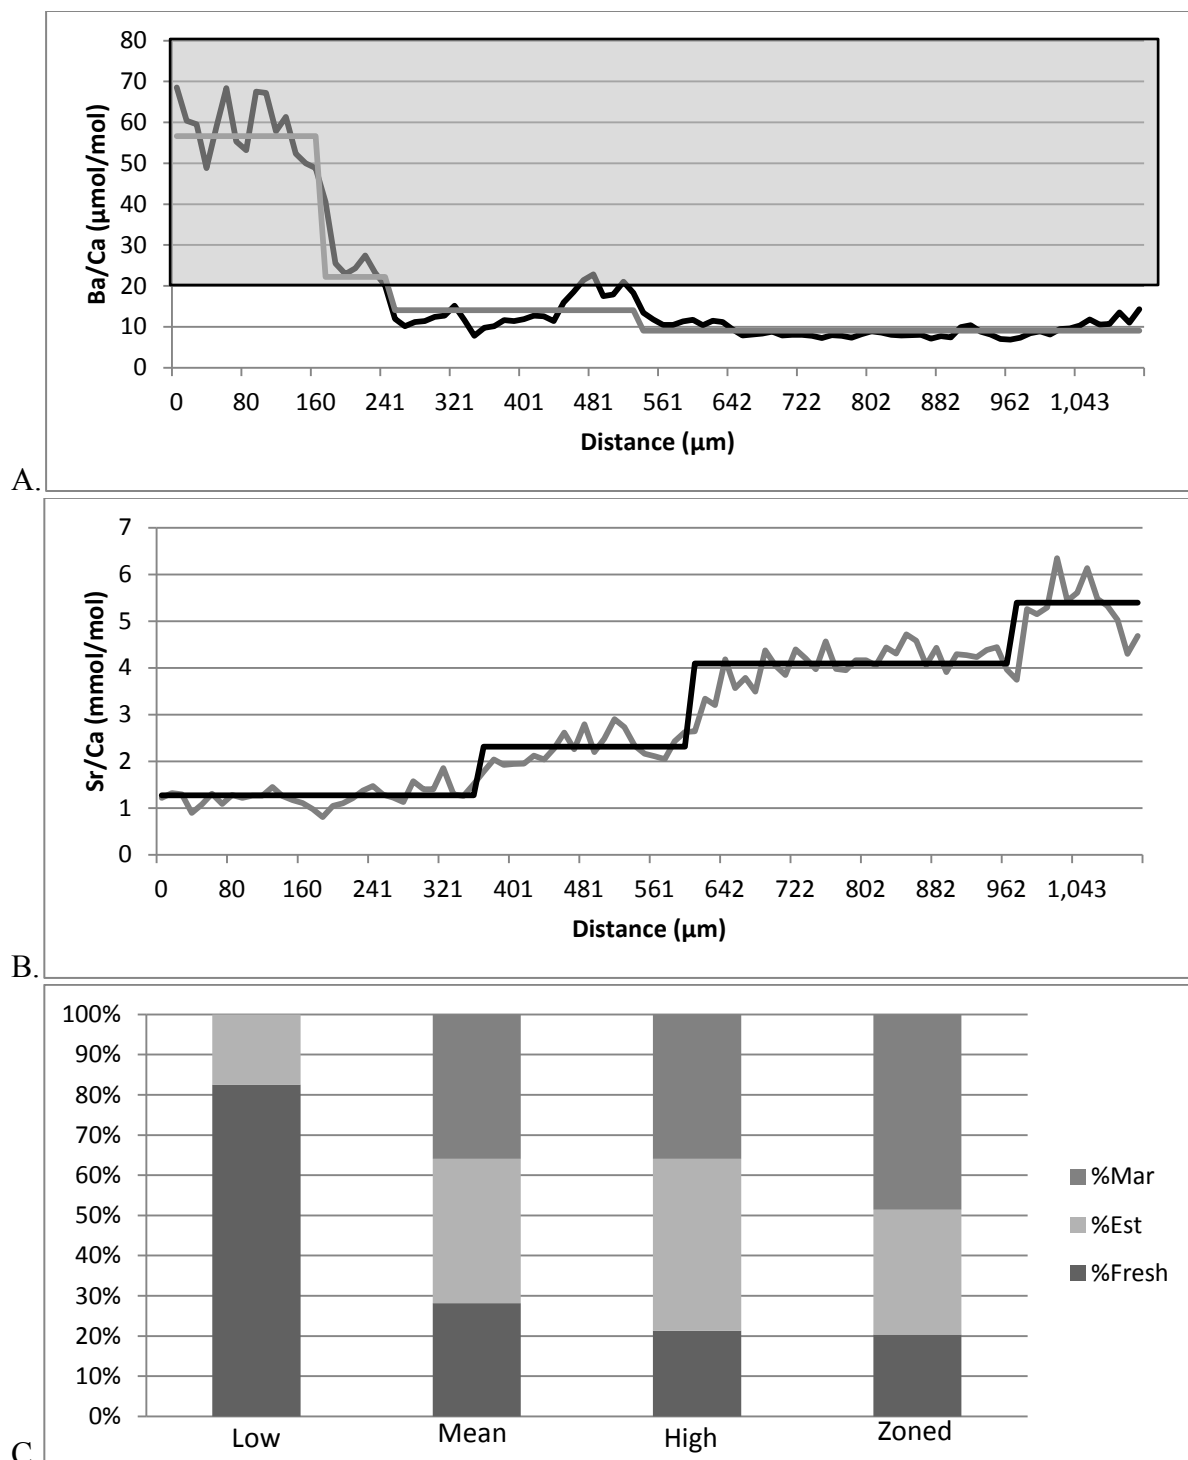 80
70
60
50
40
30
20
10
0
Ba/Ca (µmol/mol)
0 80 160 241 321 401 481 561 642 722 802 882 962 1,043
Distance (µm)
A.
7
6
5
4
3
2
1
0
Sr/Ca (mmol/mol)
0 80 160 241 321 401 481 561 642 722 802 882 962 1,043
Distance (µm)
B.
100%
90%
80%
70%
60%
50%
40%
30%
20%
10%
0%
Low Mean High Zoned
%Mar
%Est
%Fresh
C